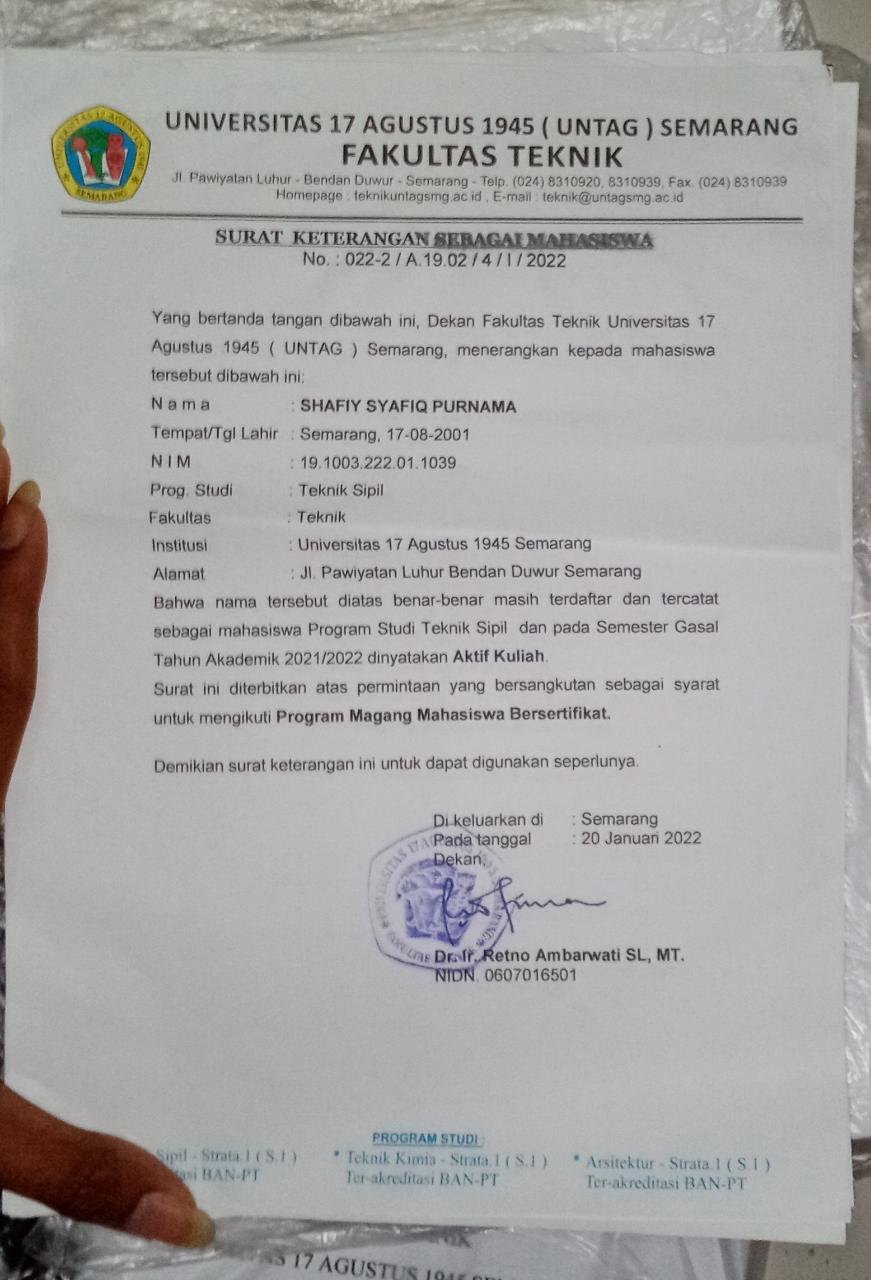 UNIVERSITAS 17 AGUSTUS 1945 ( UNTAG ) SEMARANG
FAKULTAS TEKNIK
Jl. Pawiyatan Luhur - Bendan Duwur - Semarang - Telp. (024) 8310920, 8310939, Fax. (024) 8310939
Homepage : teknikuntagsmg.ac.id , E-mail : teknik@untagsmg.ac.id
UNIVERSITAS 17 AGUSTUS 1945
SEMARANG
SURAT KETERANGAN SEBAGAI MAHASISWA
No. : 022-2 / A.19.02 / 4 / I / 2022
Yang bertanda tangan dibawah ini, Dekan Fakultas Teknik Universitas 17
Agustus 1945 ( UNTAG ) Semarang, menerangkan kepada mahasiswa
tersebut dibawah ini:
N a m a : SHAFIY SYAFIQ PURNAMA
Tempat/Tgl Lahir : Semarang, 17-08-2001
N I M : 19.1003.222.01.1039
Prog. Studi : Teknik Sipil
Fakultas : Teknik
Institusi : Universitas 17 Agustus 1945 Semarang
Alamat : Jl. Pawiyatan Luhur Bendan Duwur Semarang
Bahwa nama tersebut diatas benar-benar masih terdaftar dan tercatat
sebagai mahasiswa Program Studi Teknik Sipil dan pada Semester Gasal
Tahun Akademik 2021/2022 dinyatakan Aktif Kuliah.
Surat ini diterbitkan atas permintaan yang bersangkutan sebagai syarat
untuk mengikuti Program Magang Mahasiswa Bersertifikat.
Demikian surat keterangan ini untuk dapat digunakan seperlunya.
Di keluarkan di : Semarang
Pada tanggal : 20 Januari 2022
Dekan,
Dr. Ir. Retno Ambarwati SL, MT.
NIDN. 0607016501
PROGRAM STUDI :
Sipil - Strata.1 ( S.1 ) * Teknik Kimia - Strata.1 ( S.1 ) * Arsitektur - Strata.1 ( S.1 )
BAN-PT Ter-akreditasi BAN-PT Ter-akreditasi BAN-PT
17 AGUSTUS 1945